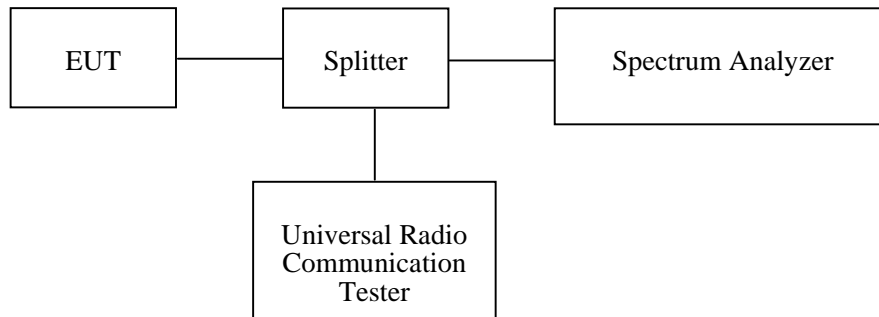 EUT
Splitter
Spectrum Analyzer
Universal Radio
Communication
Tester